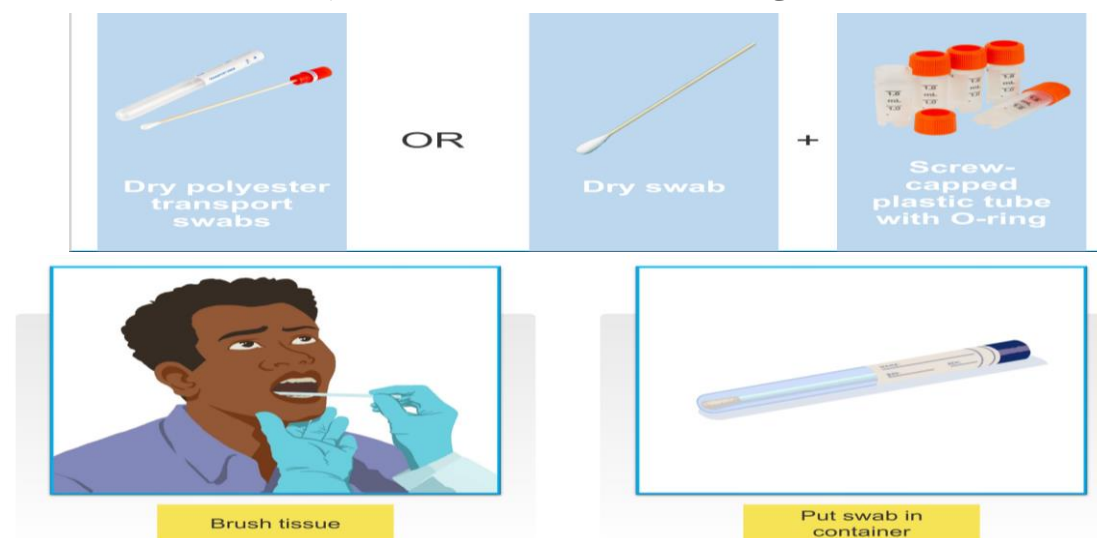 Dry polyester
transport
swabs
OR
Dry swab
+
Screw-
capped
plastic tube
with O-ring
Brush tissue
Put swab in
container